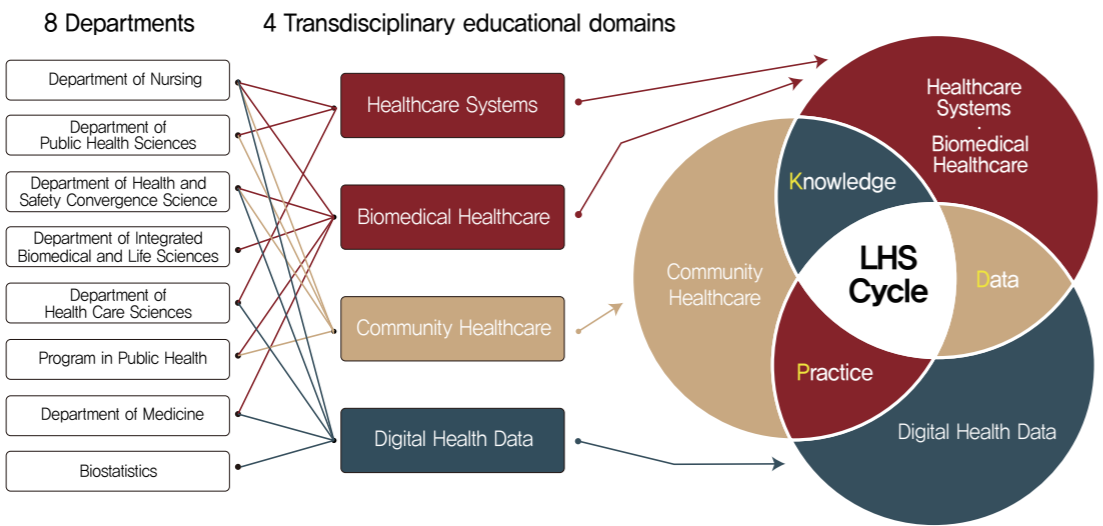 8 Departments
4 Transdisciplinary educational domains
Department of Nursing
Department of
Public Health Sciences
Department of Health and
Safety Convergence Science
Department of Integrated
Biomedical and Life Sciences
Department of
Health Care Sciences
Program in Public Health
Department of Medicine
Biostatistics
Healthcare Systems
Biomedical Healthcare
Community Healthcare
Digital Health Data
Healthcare
Systems
·
Biomedical
Healthcare
Knowledge
Community
Healthcare
LHS
Cycle
Data
Practice
Digital Health Data